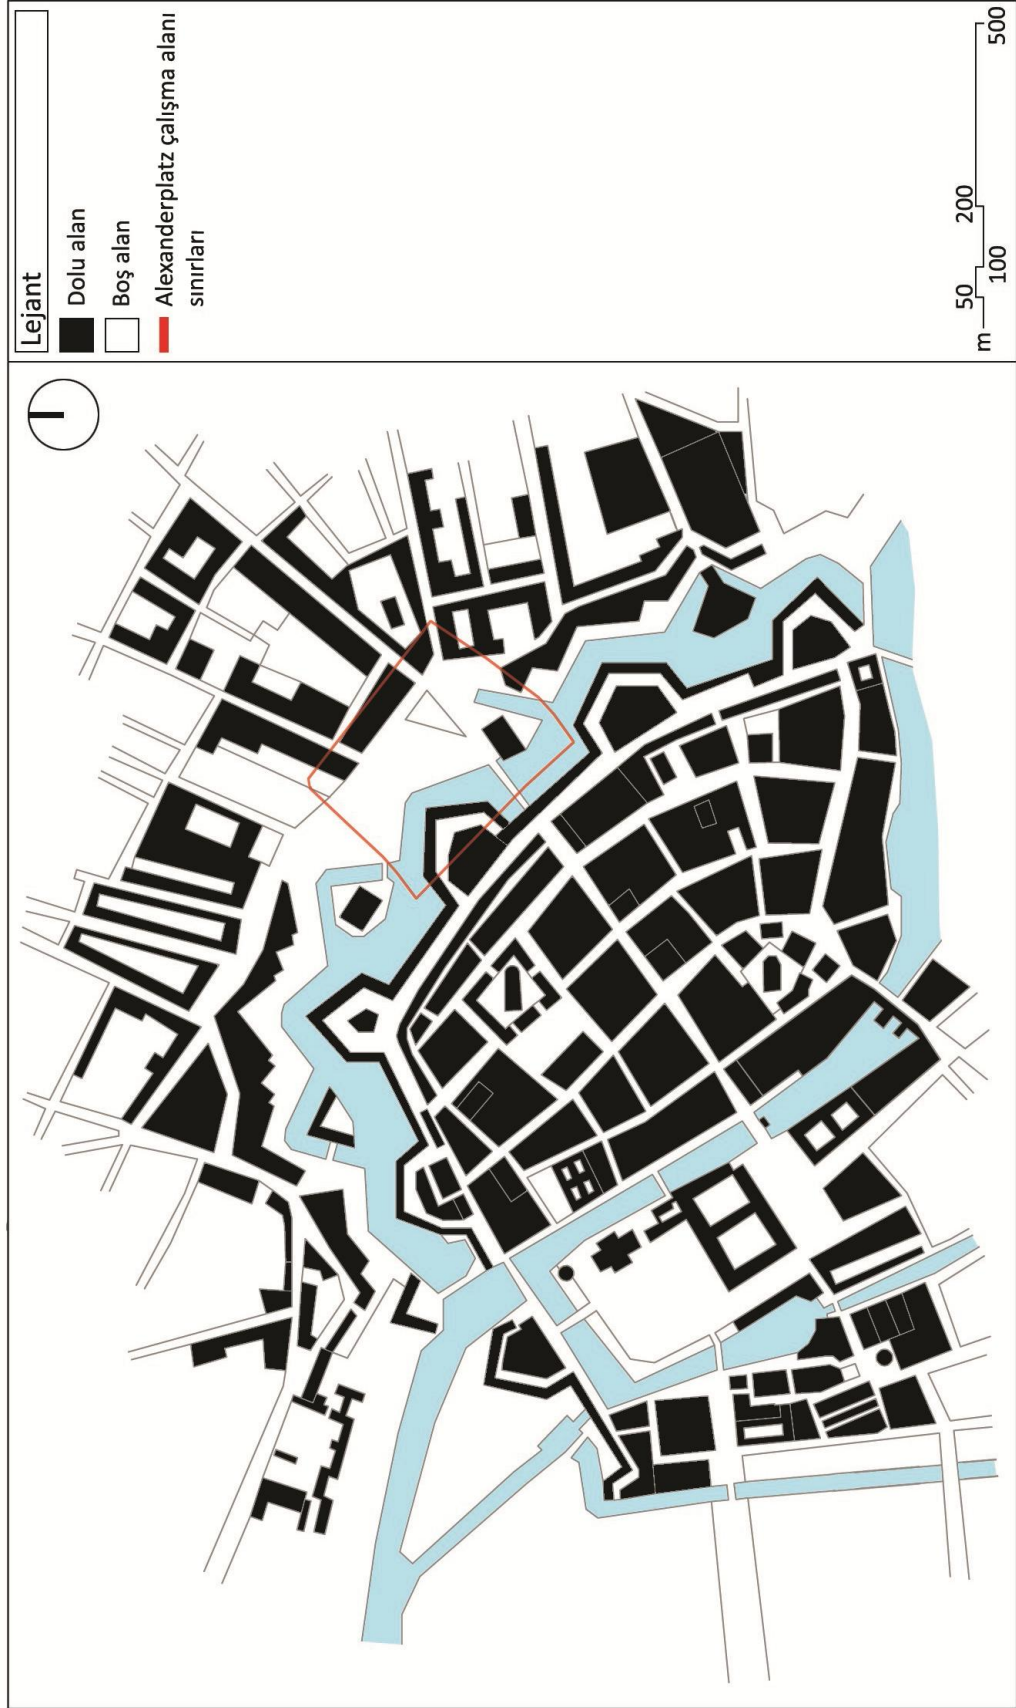 Lejant
Dolu alan
Boş alan
Alexanderplatz çalışma alanı
sınırları
m 50 100 200 500